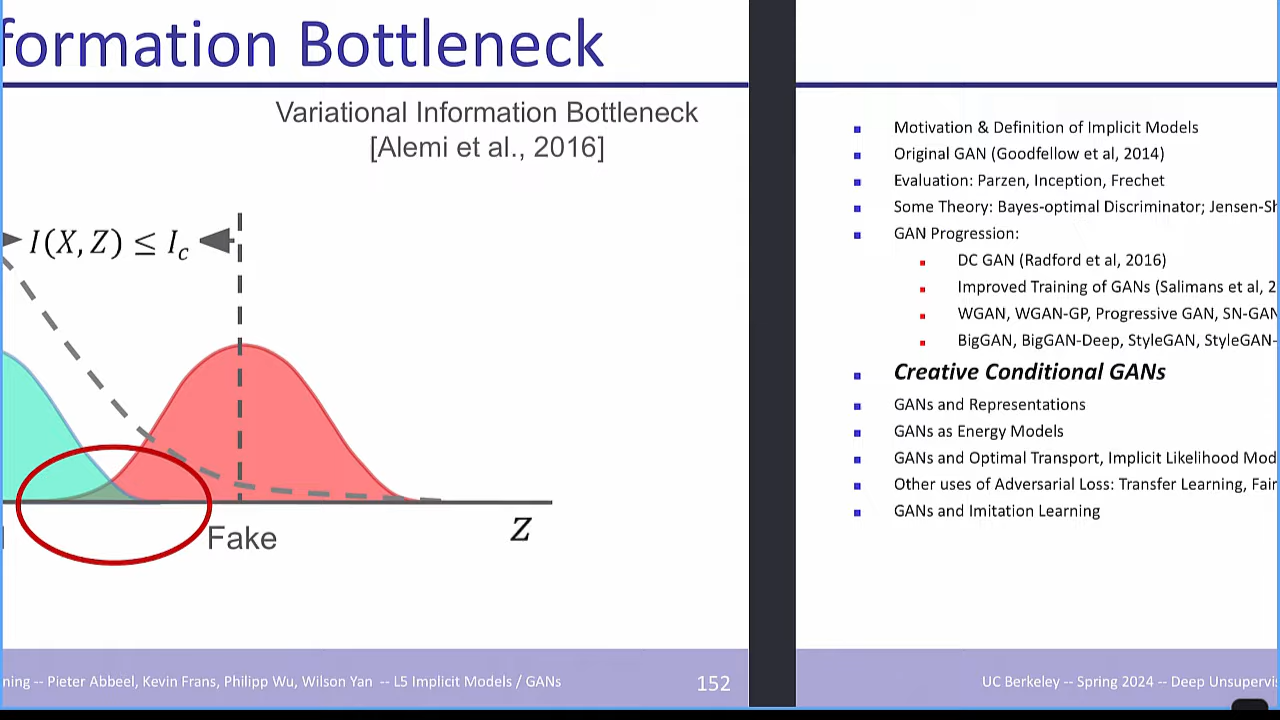 formation Bottleneck
Variational Information Bottleneck
[Alemi et al., 2016]
I(X, Z) ≤ I_c
Fake
Z
ning -- Pieter Abbeel, Kevin Frans, Philipp Wu, Wilson Yan -- L5 Implicit Models / GANs
152
Motivation & Definition of Implicit Models
Original GAN (Goodfellow et al, 2014)
Evaluation: Parzen, Inception, Frechet
Some Theory: Bayes-optimal Discriminator; Jensen-Sh
GAN Progression:
DC GAN (Radford et al, 2016)
Improved Training of GANs (Salimans et al, 2
WGAN, WGAN-GP, Progressive GAN, SN-GAN
BigGAN, BigGAN-Deep, StyleGAN, StyleGAN-
Creative Conditional GANs
GANs and Representations
GANs as Energy Models
GANs and Optimal Transport, Implicit Likelihood Mod
Other uses of Adversarial Loss: Transfer Learning, Fair
GANs and Imitation Learning
UC Berkeley -- Spring 2024 -- Deep Unsupervis